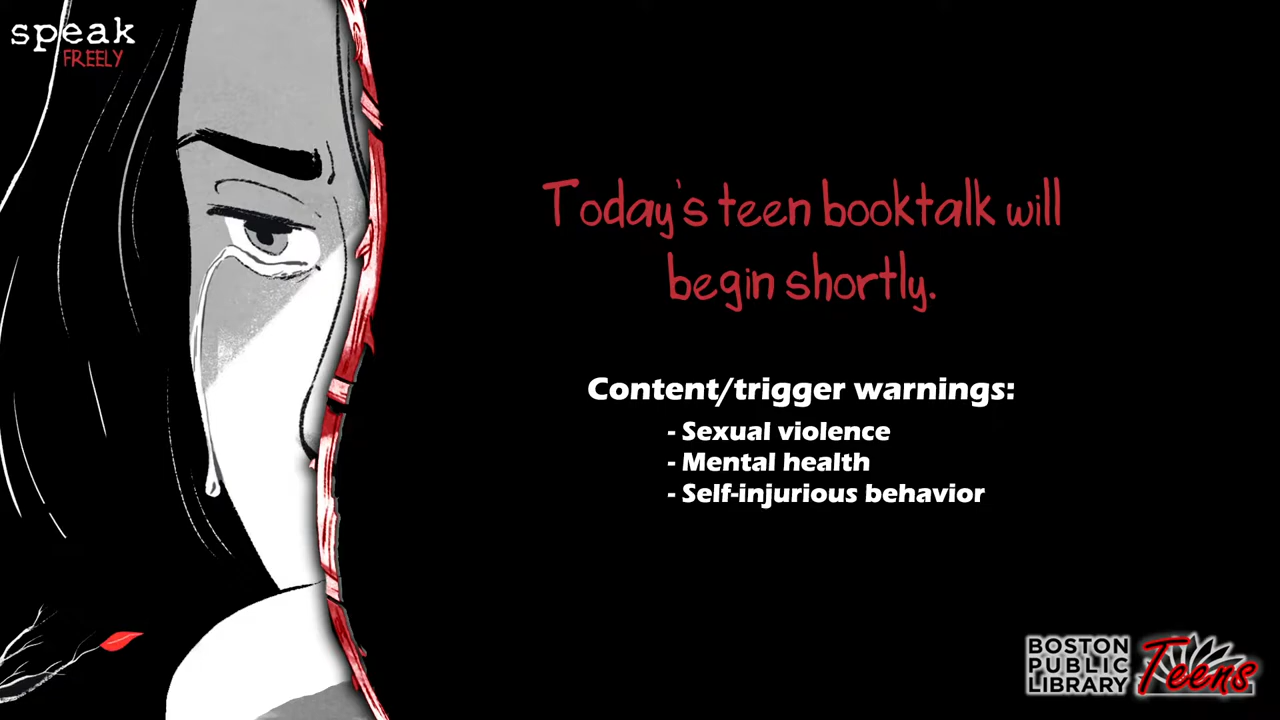 speak
FREELY
Today's teen booktalk will
begin shortly.
Content/trigger warnings:
- Sexual violence
- Mental health
- Self-injurious behavior
BOSTON
PUBLIC
LIBRARY
Teens